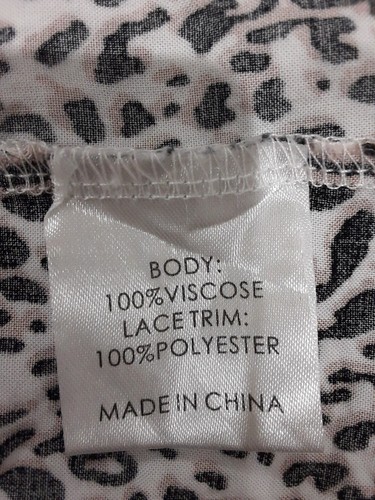 BODY:
100%VISCOSE
LACE TRIM:
100%POLYESTER
MADE IN CHINA